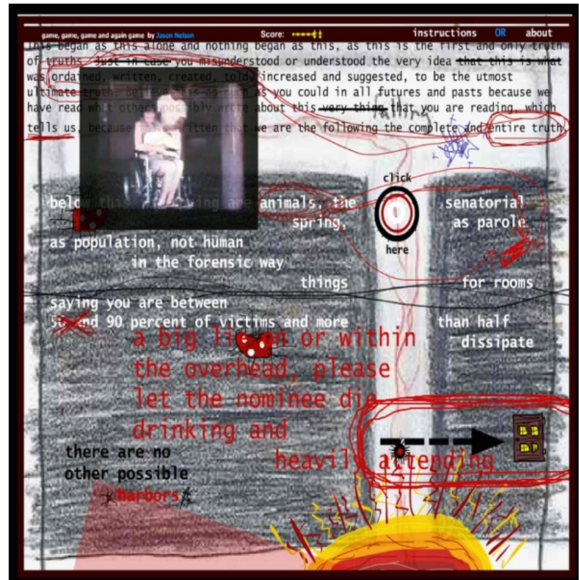 game, game, game and again game by Jason Nelson
Score:
instructions OR about
This began as this alone and nothing began as this, as this is the first and only truth
of truths. Just in case you misunderstood or understood the very idea that this is what
was ordained, written, created, told, increased and suggested, to be the utmost
ultimate truth. as you could in all futures and pasts because we
have read what others possibly wrote about this very thing that you are reading, which
tells us, because written we are the following the complete and entire truth.
click
here
below this are animals, the senatorial
spring, as parole
as population, not human
in the forensic way
things for rooms
saying you are between
50 and 90 percent of victims and more than half
dissipate
a big on or within
the overhead, please
let the nominee die
drinking and
heavily attending
there are no
other possible
Harbors